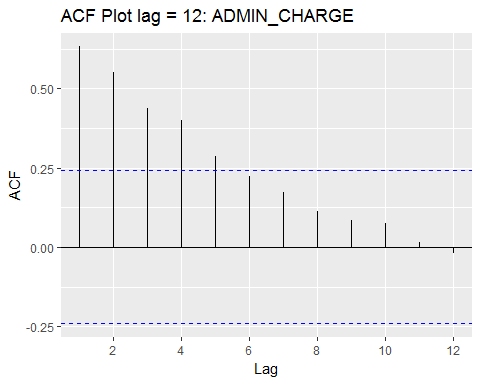 ACF Plot lag = 12: ADMIN_CHARGE
0.50
0.25
0.00
-0.25
ACF
2 4 6 8 10 12
Lag